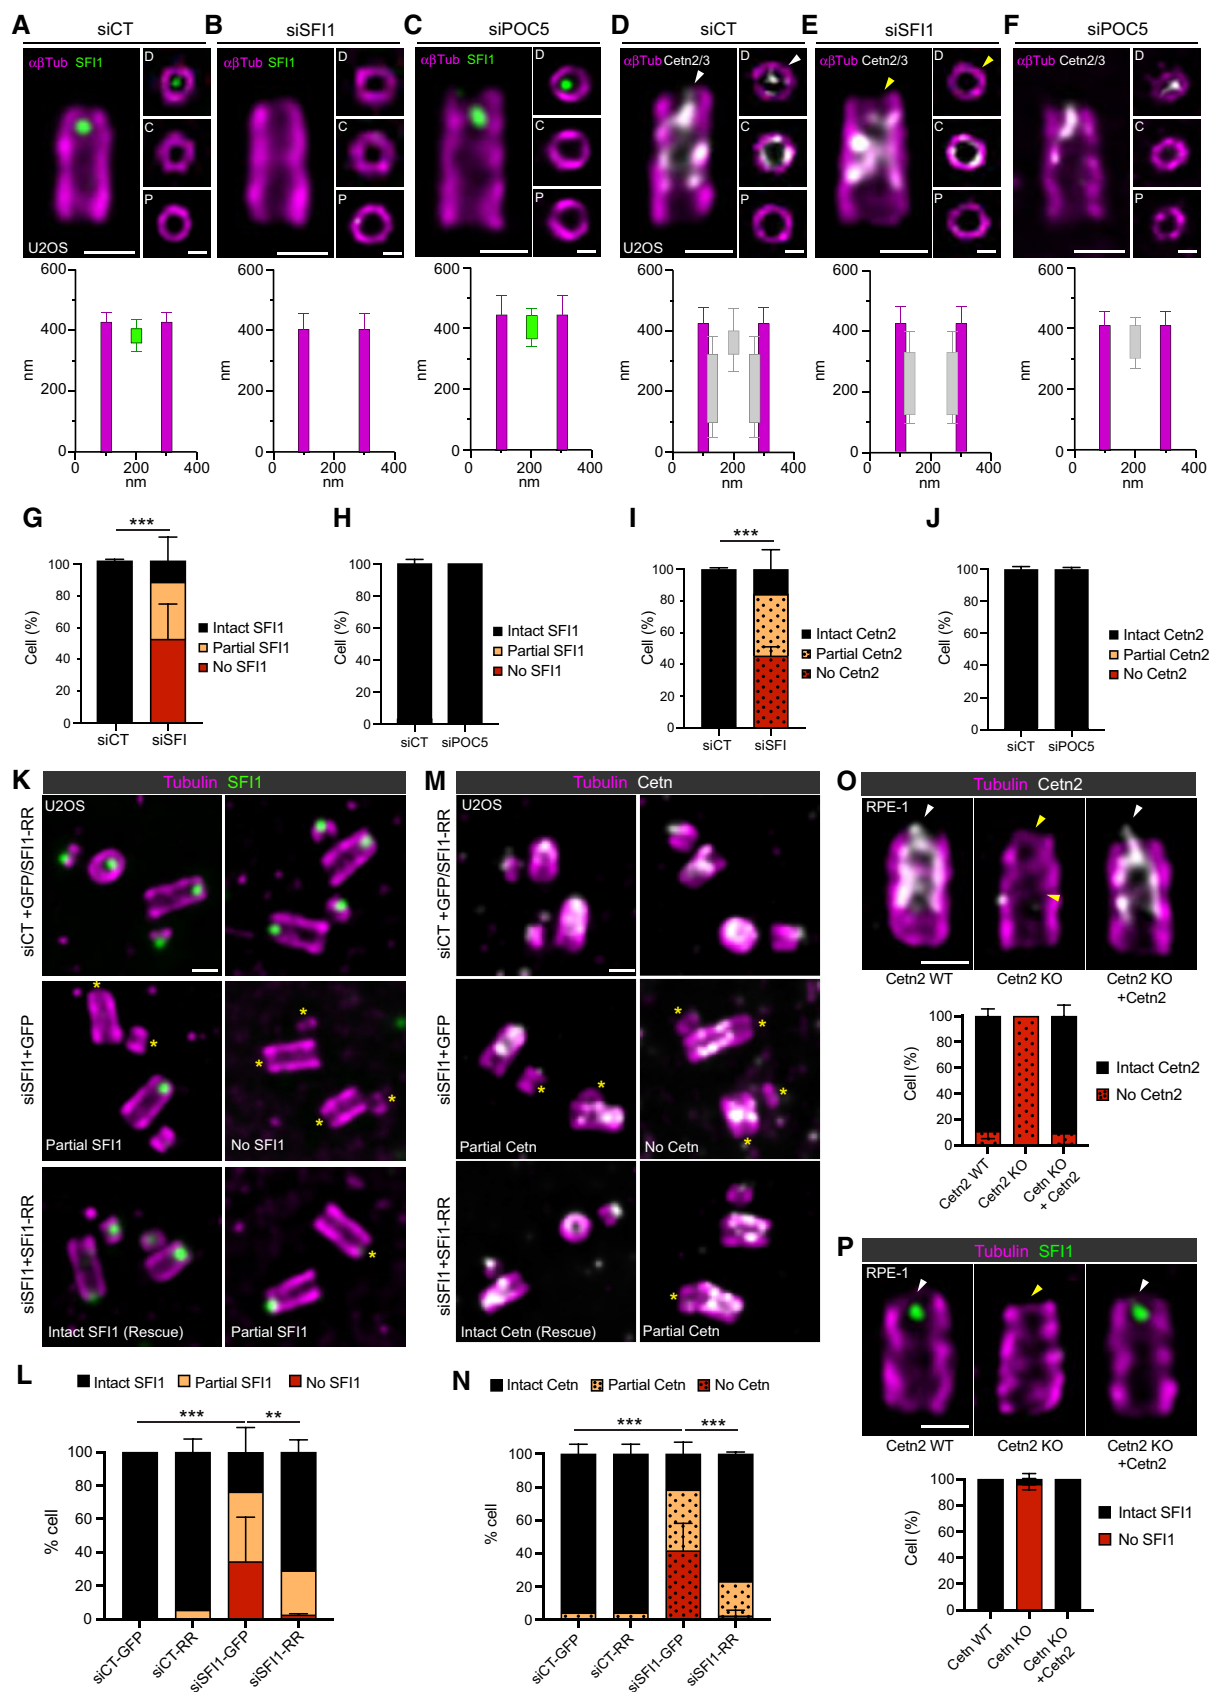 A siCT
B siSFI1
C siPOC5
D siCT
E siSFI1
F siPOC5
αβTub SFI1
D
C
P
U2OS
αβTub SFI1
D
C
P
αβTub SFI1
D
C
P
αβTub Cetn2/3
D
C
P
U2OS
αβTub Cetn2/3
D
C
P
αβTub Cetn2/3
D
C
P
600
400
200
0
nm
0 200 400
nm
600
400
200
0
nm
0 200 400
nm
600
400
200
0
nm
0 200 400
nm
600
400
200
0
nm
0 200 400
nm
600
400
200
0
nm
0 200 400
nm
600
400
200
0
nm
0 200 400
nm
G
***
100
80
60
40
20
0
Cell (%)
siCT siSFI
Intact SFI1
Partial SFI1
No SFI1
H
100
80
60
40
20
0
Cell (%)
siCT siPOC5
Intact SFI1
Partial SFI1
No SFI1
I
***
100
80
60
40
20
0
Cell (%)
siCT siSFI
Intact Cetn2
Partial Cetn2
No Cetn2
J
100
80
60
40
20
0
Cell (%)
siCT siPOC5
Intact Cetn2
Partial Cetn2
No Cetn2
K Tubulin SFI1
U2OS
siCT +GFP/SFI1-RR
siSFI1+GFP
* * * * * *
Partial SFI1
No SFI1
siSFI1+SFi1-RR
*
Intact SFI1 (Rescue)
Partial SFI1
M Tubulin Cetn
U2OS
siCT +GFP/SFI1-RR
siSFI1+GFP
* * * * *
Partial Cetn
No Cetn
siSFI1+SFi1-RR
*
Intact Cetn (Rescue)
Partial Cetn
O Tubulin Cetn2
RPE-1
Cetn2 WT
Cetn2 KO
Cetn2 KO
+Cetn2
100
80
60
40
20
0
Cell (%)
Cetn2 WT
Cetn2 KO
Cetn KO
+ Cetn2
Intact Cetn2
No Cetn2
P Tubulin SFI1
RPE-1
Cetn2 WT
Cetn2 KO
Cetn2 KO
+Cetn2
100
80
60
40
20
0
Cell (%)
Cetn WT
Cetn KO
Cetn KO
+Cetn2
Intact SFI1
No SFI1
L
Intact SFI1 Partial SFI1 No SFI1
*** **
100
80
60
40
20
0
% cell
siCT-GFP
siCT-RR
siSFI1-GFP
siSFI1-RR
N
Intact Cetn Partial Cetn No Cetn
*** ***
100
80
60
40
20
0
% cell
siCT-GFP
siCT-RR
siSFI1-GFP
siSFI1-RR